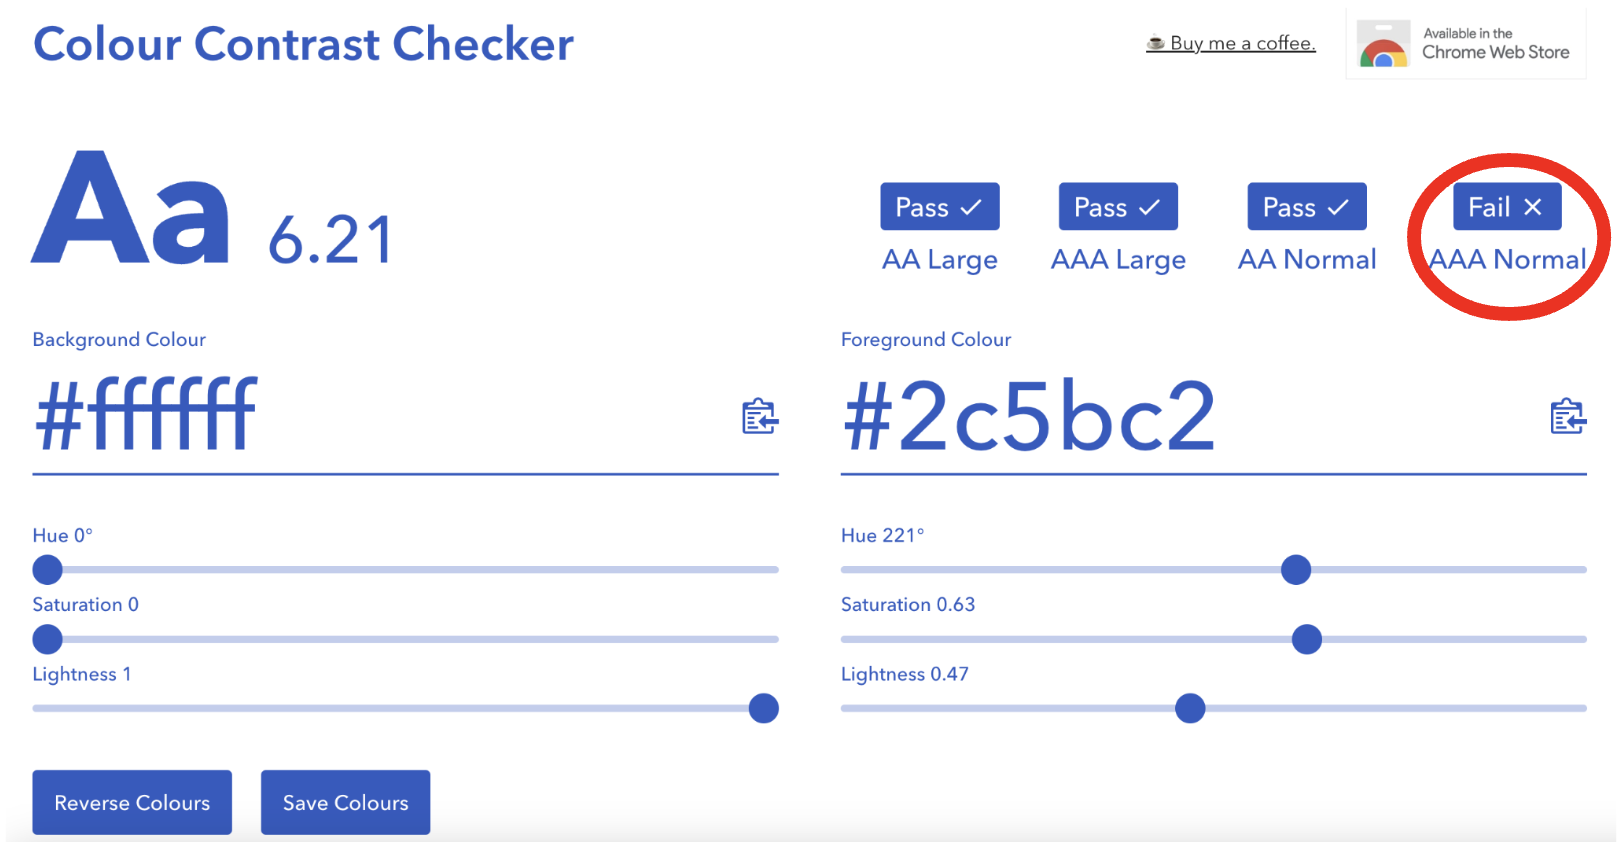 Colour Contrast Checker
☕ Buy me a coffee.
Available in the
Chrome Web Store
Aa 6.21
Pass ✓
Pass ✓
Pass ✓
Fail ✕
AA Large
AAA Large
AA Normal
AAA Normal
Background Colour
#ffffff
Foreground Colour
#2c5bc2
Hue 0°
Saturation 0
Lightness 1
Hue 221°
Saturation 0.63
Lightness 0.47
Reverse Colours
Save Colours